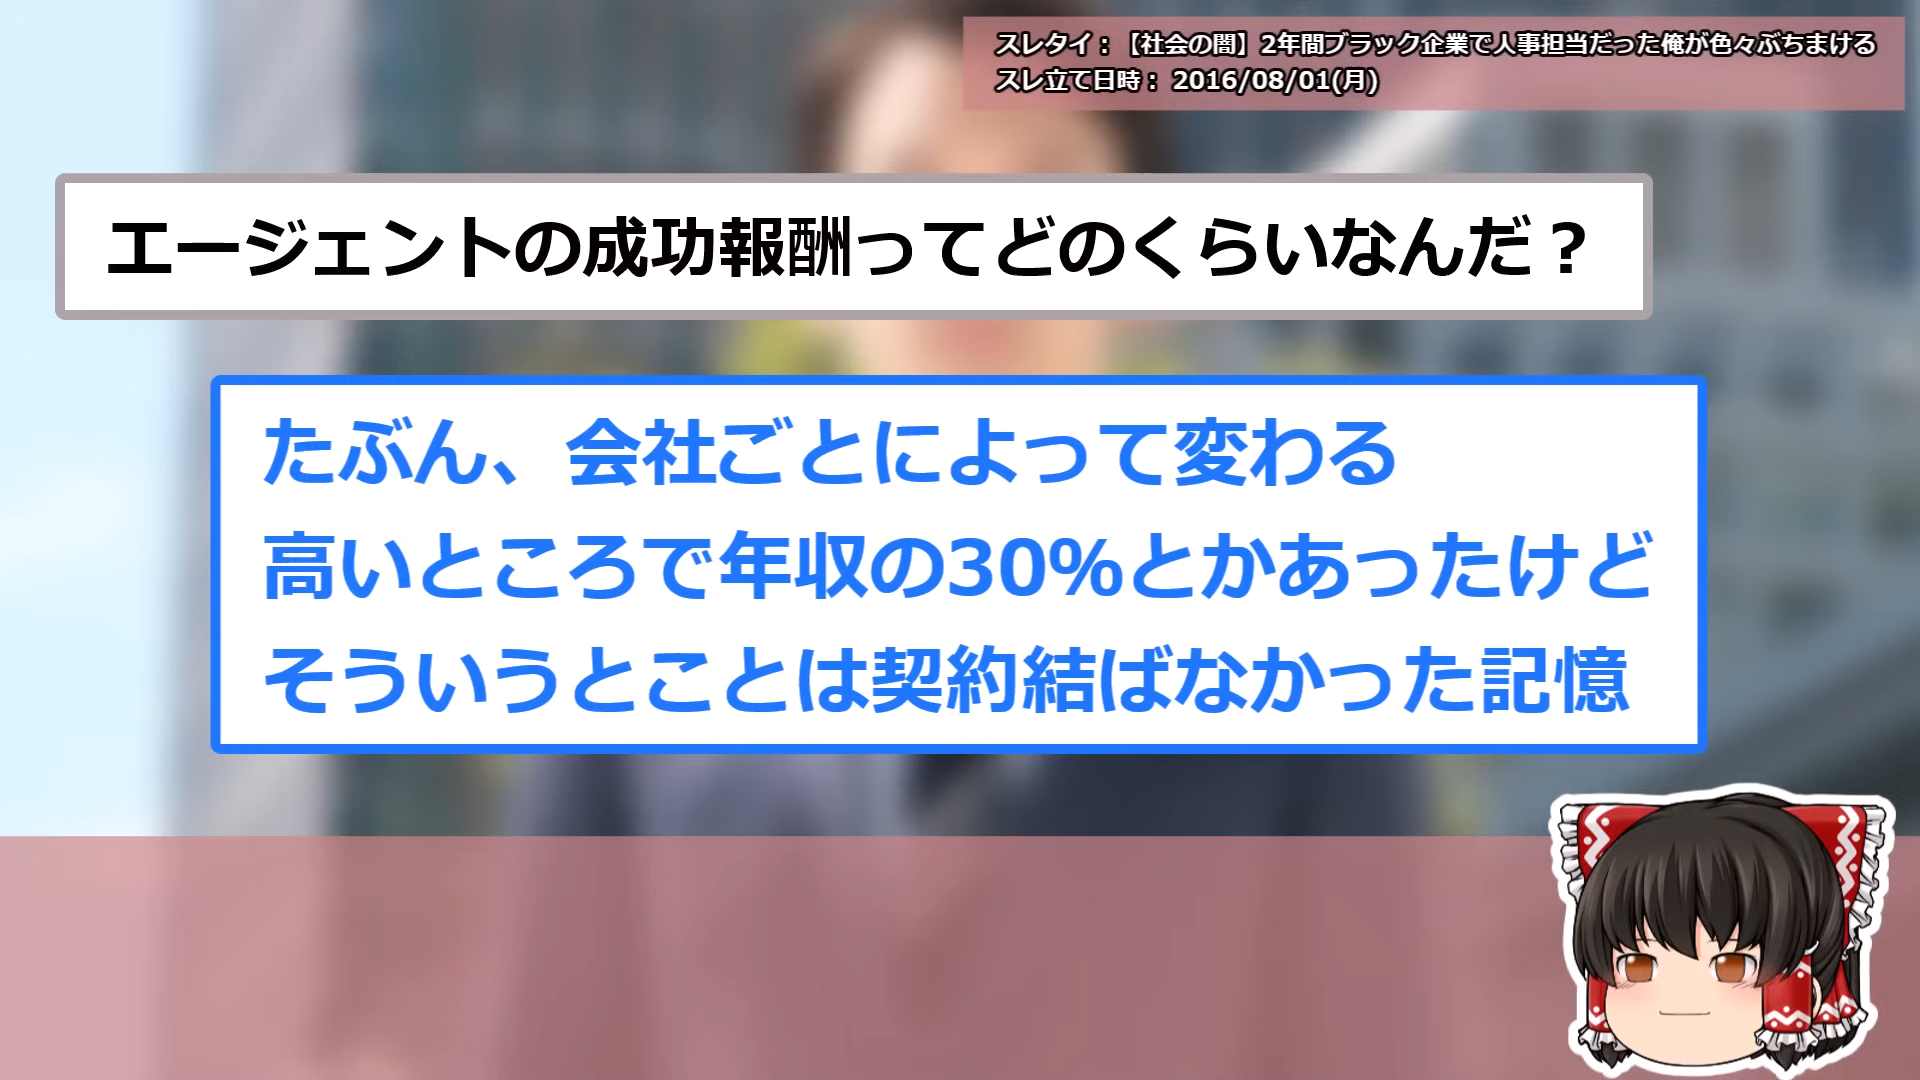 スレタイ：【社会の闇】2年間ブラック企業で人事担当だった俺が色々ぶちまける
スレ立て日時： 2016/08/01(月)
エージェントの成功報酬ってどのくらいなんだ？
たぶん、会社ごとによって変わる
高いところで年収の30%とかあったけど
そういうとことは契約結ばなかった記憶